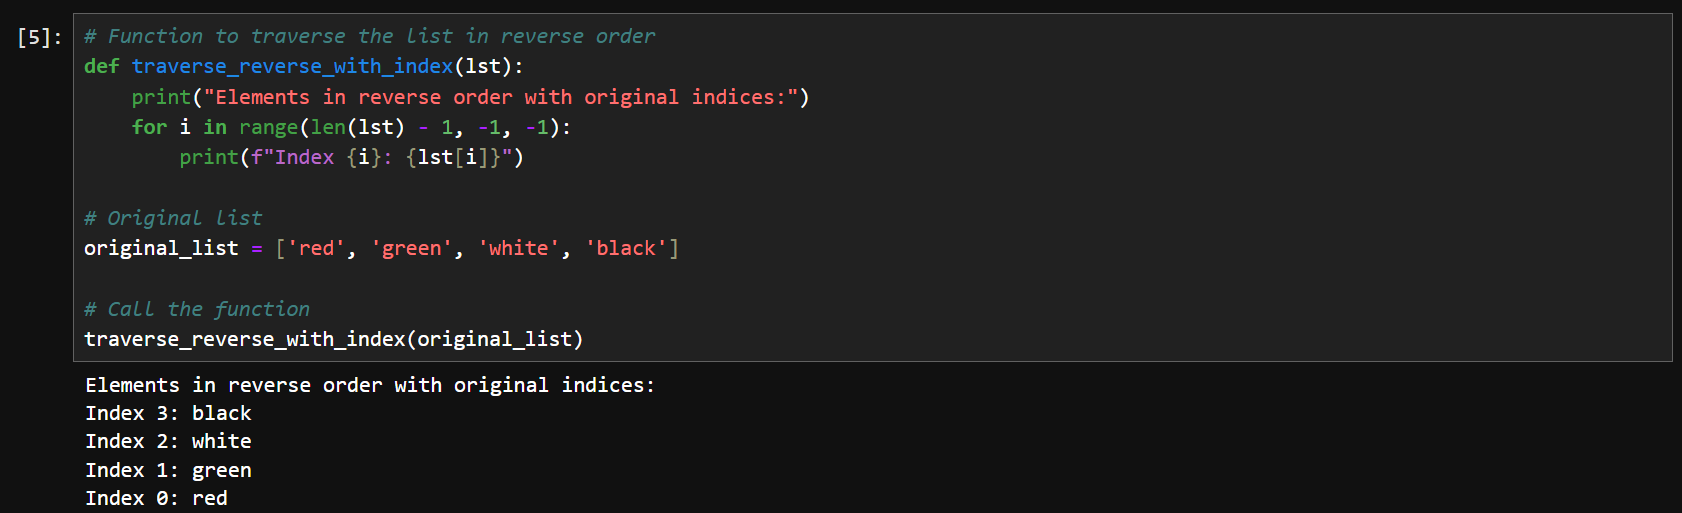 [5]:
# Function to traverse the list in reverse order
def traverse_reverse_with_index(lst):
    print("Elements in reverse order with original indices:")
    for i in range(len(lst) - 1, -1, -1):
        print(f"Index {i}: {lst[i]}")
# Original list
original_list = ['red', 'green', 'white', 'black']
# Call the function
traverse_reverse_with_index(original_list)
Elements in reverse order with original indices:
Index 3: black
Index 2: white
Index 1: green
Index 0: red